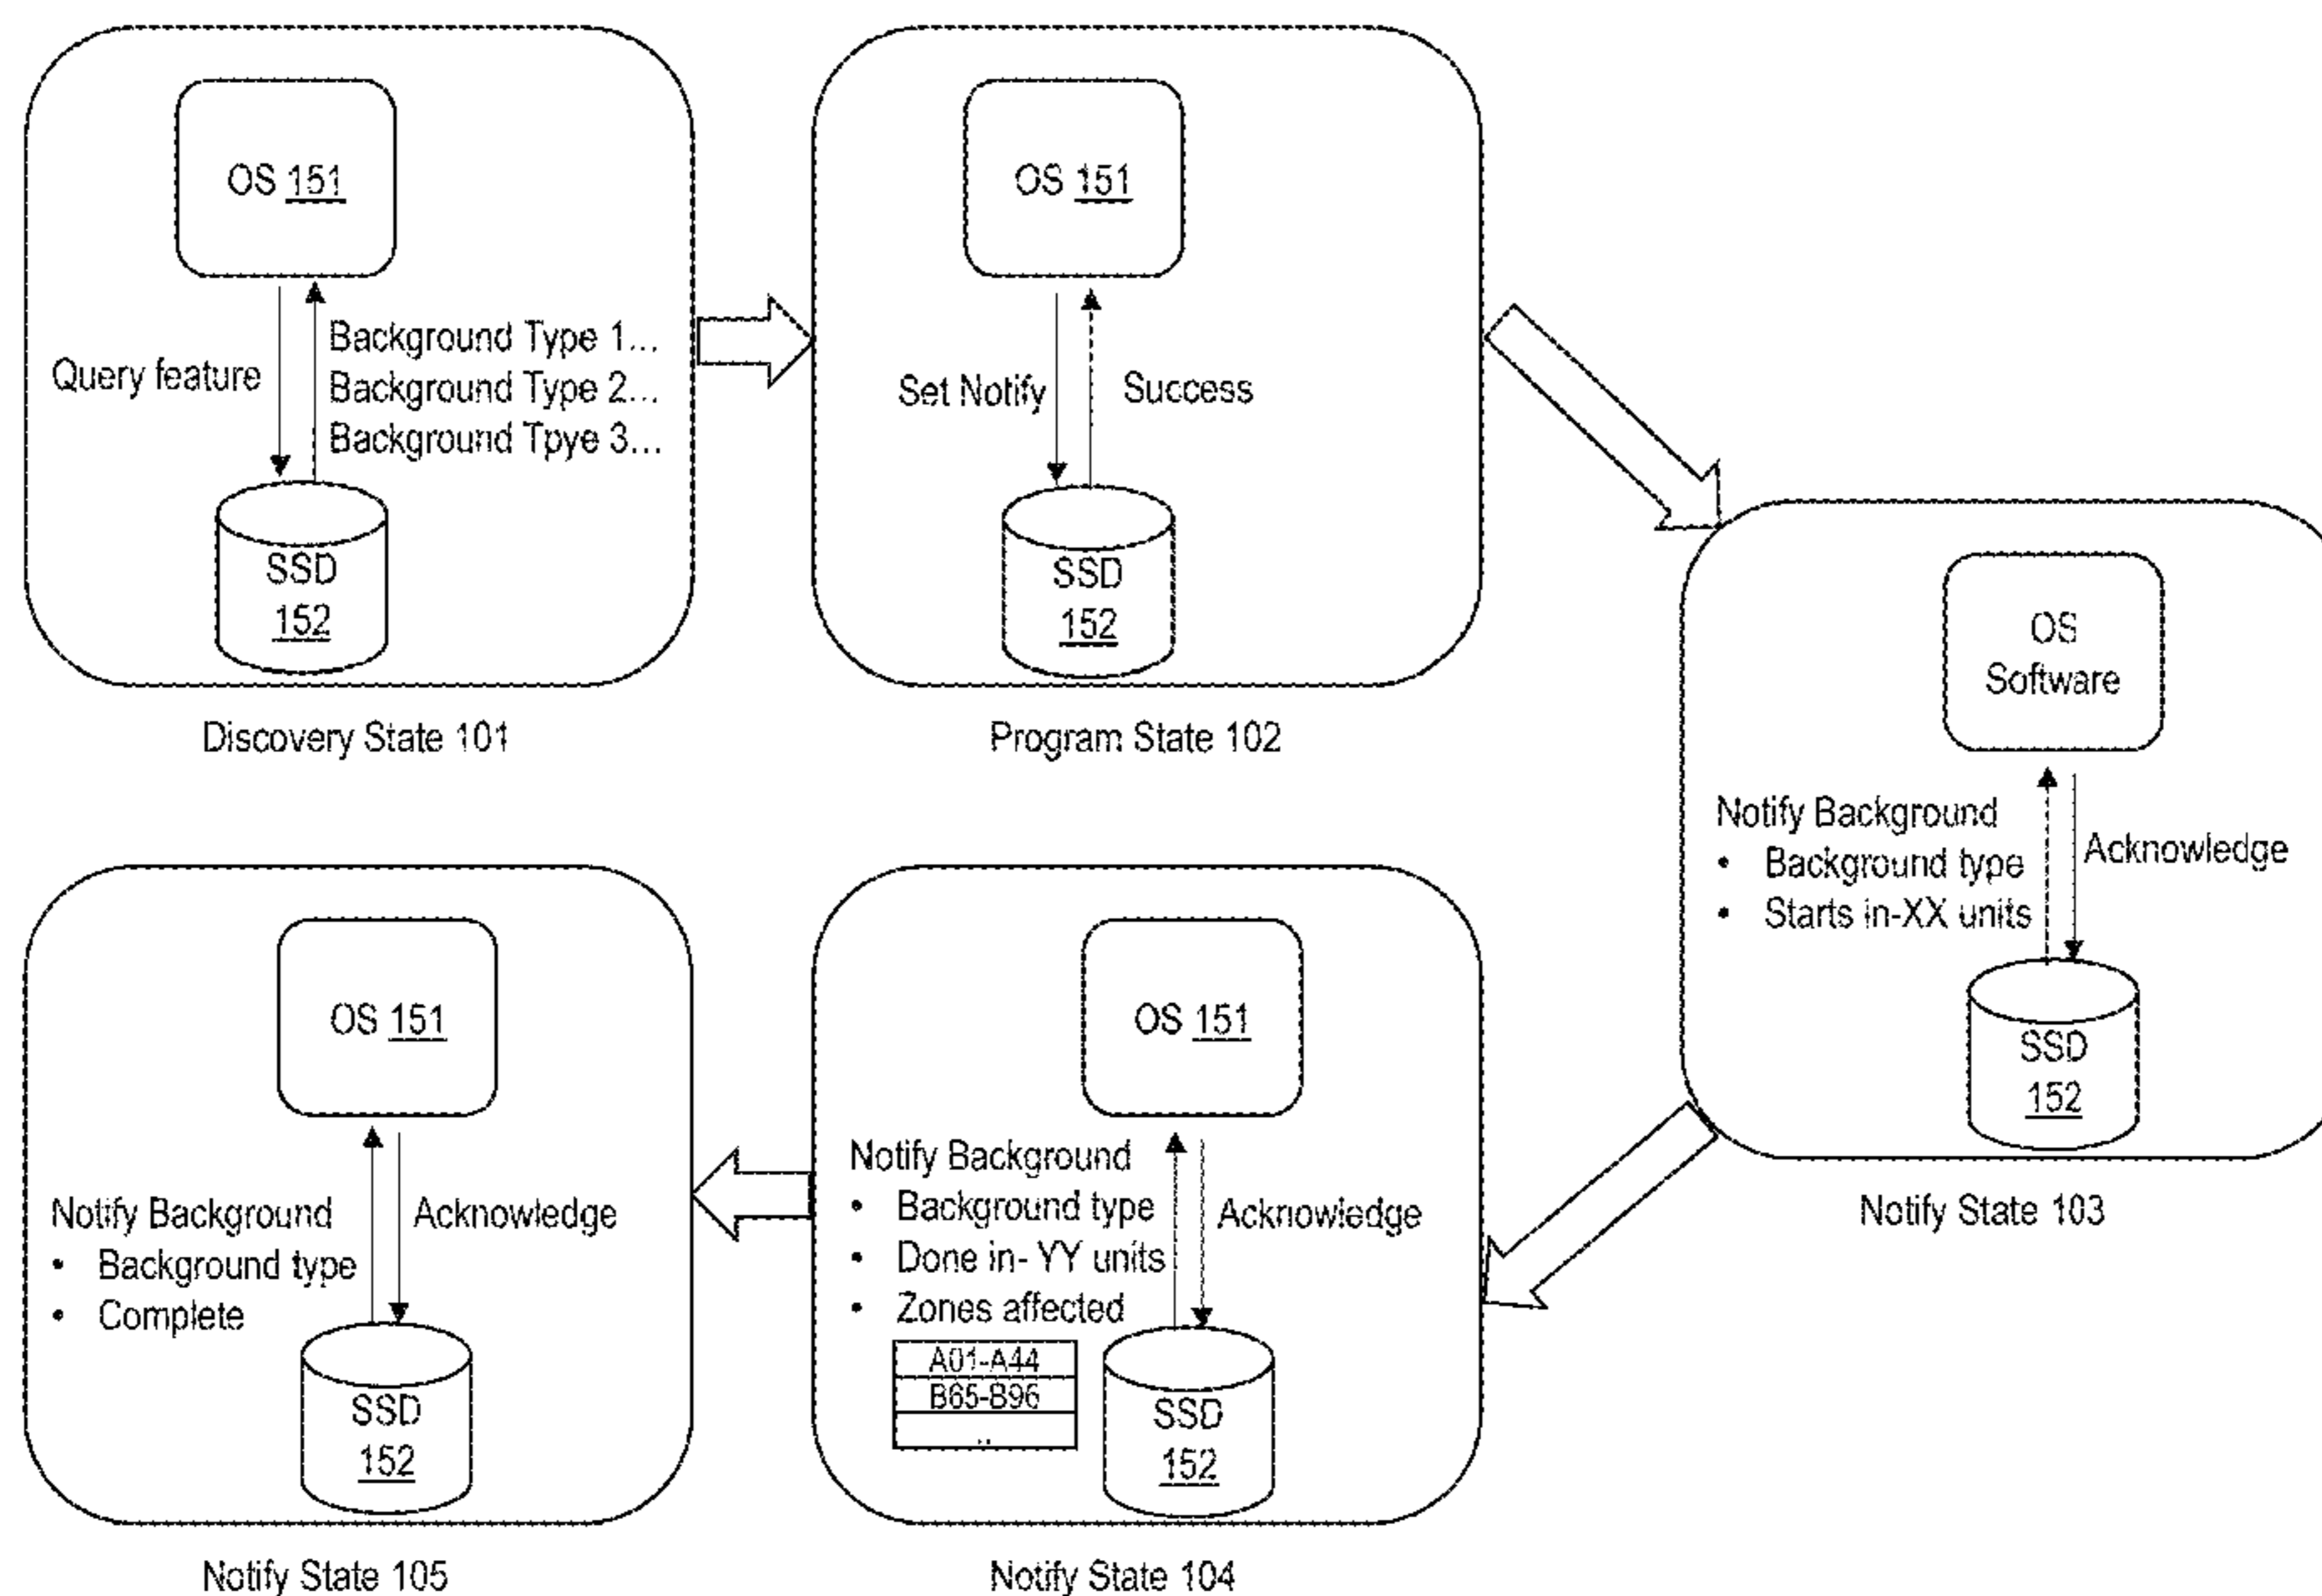 OS 151
Query feature
Background Type 1...
Background Type 2...
Background Tpye 3...
SSD
152
Discovery State 101
OS 151
Set Notify
Success
SSD
152
Program State 102
OS
Software
Notify Background
• Background type
• Starts in-XX units
Acknowledge
SSD
152
Notify State 103
OS 151
Notify Background
• Background type
• Done in- YY units
• Zones affected
A01-A44
B65-B96
..
Acknowledge
SSD
152
Notify State 104
OS 151
Notify Background
• Background type
• Complete
Acknowledge
SSD
152
Notify State 105